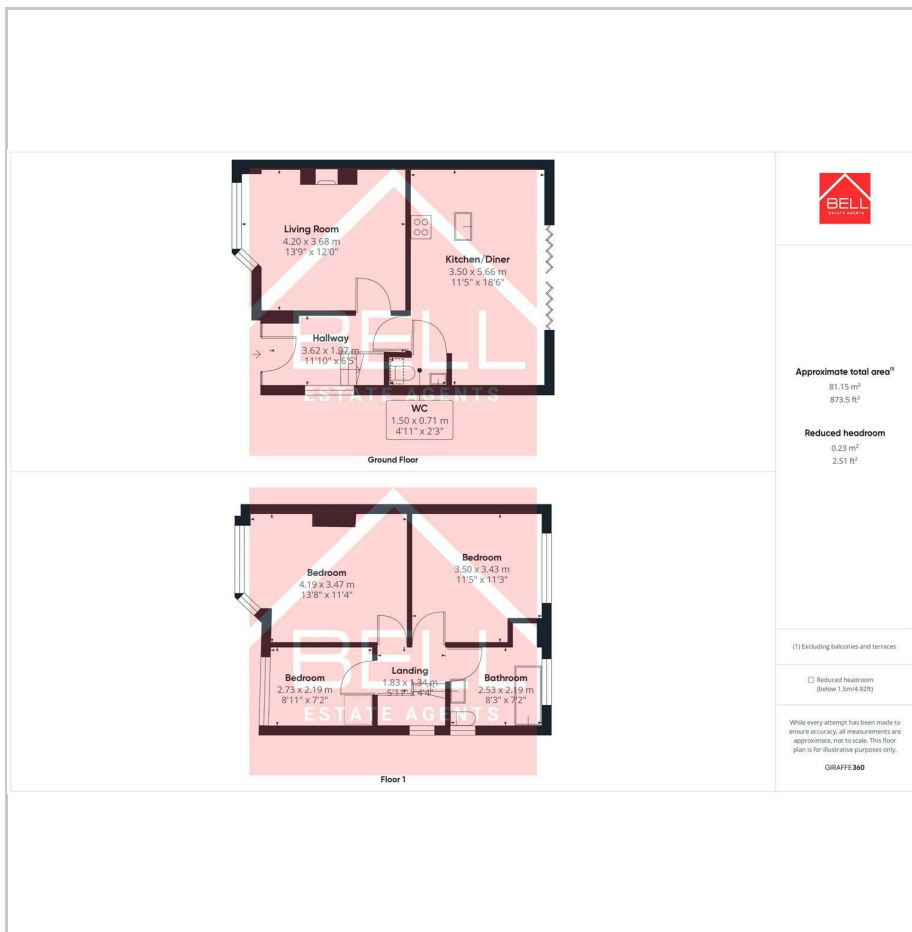 Living Room
4.20 x 3.68 m
13'9" x 12'0"
Kitchen/Diner
3.50 x 5.66 m
11'5" x 18'6"
Hallway
3.62 x 1.97 m
11'10" x 6'5"
WC
1.50 x 0.71 m
4'11" x 2'3"
BELL
ESTATE AGENTS
Ground Floor
Bedroom
4.19 x 3.47 m
13'8" x 11'4"
Bedroom
3.50 x 3.43 m
11'5" x 11'3"
Bedroom
2.73 x 2.19 m
8'11" x 7'2"
Landing
1.83 x 1.34 m
5'11" x 4'4"
Bathroom
2.53 x 2.19 m
8'3" x 7'2"
BELL
ESTATE AGENTS
Floor 1
BELL
ESTATE AGENTS
Approximate total area(1)
81.15 m²
873.5 ft²
Reduced headroom
0.23 m²
2.51 ft²
(1) Excluding balconies and terraces
Reduced headroom
(below 1.5m/4.92ft)
While every attempt has been made to
ensure accuracy, all measurements are
approximate, not to scale. This floor
plan is for illustrative purposes only.
GIRAFFE360